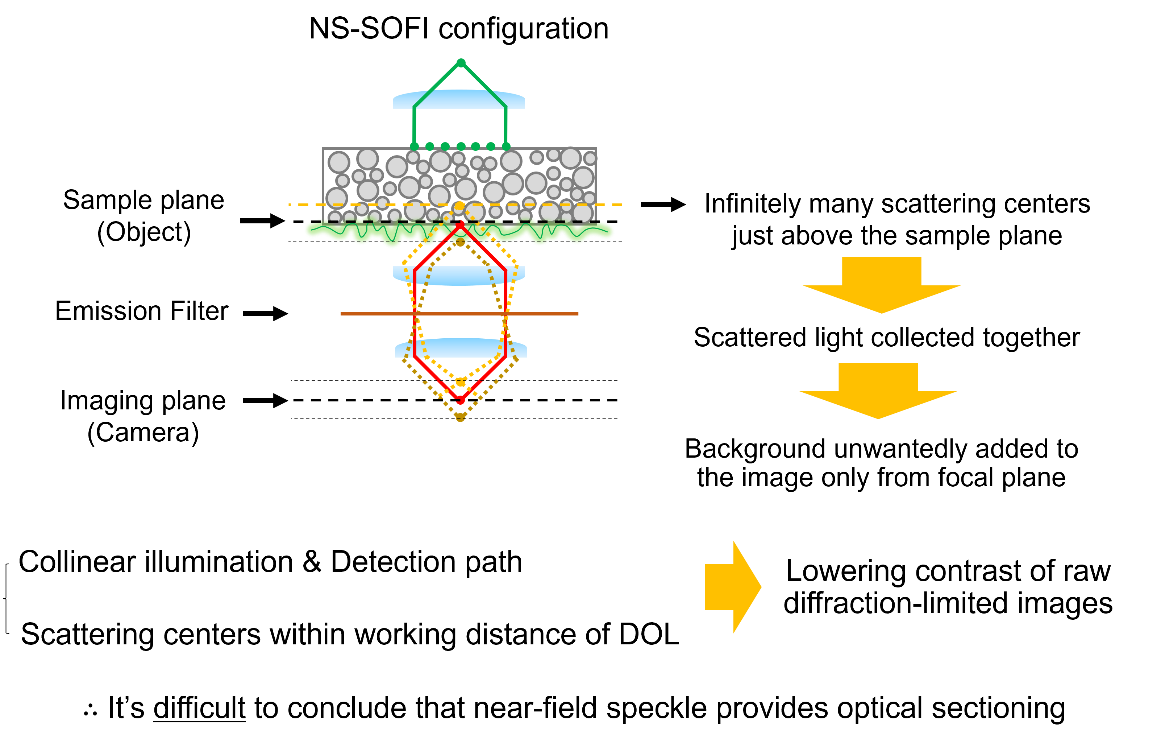 NS-SOFI configuration
Sample plane
(Object)
Infinitely many scattering centers
just above the sample plane
Emission Filter
Scattered light collected together
Imaging plane
(Camera)
Background unwantedly added to
the image only from focal plane
Collinear illumination & Detection path
Scattering centers within working distance of DOL
Lowering contrast of raw
diffraction-limited images
∴ It’s difficult to conclude that near-field speckle provides optical sectioning